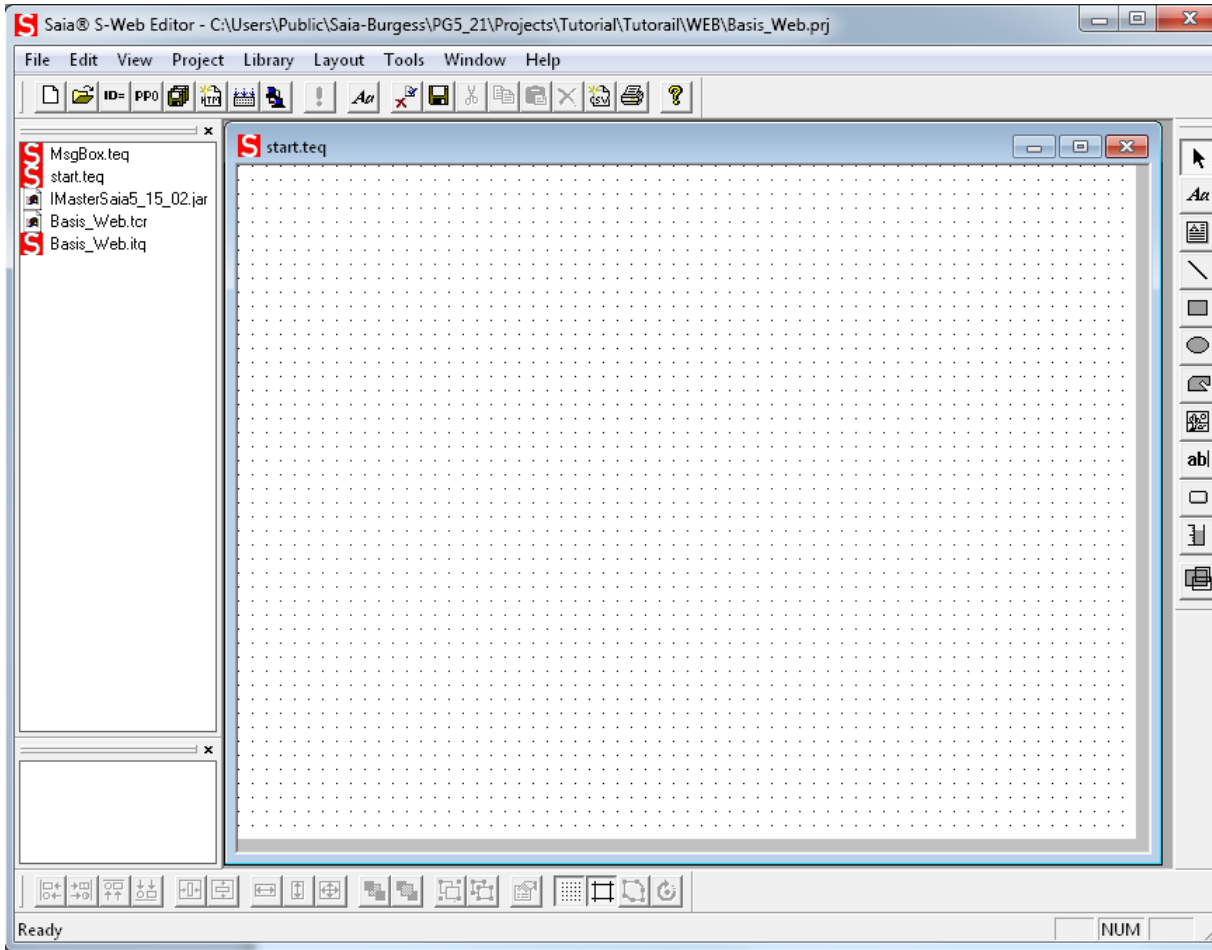 Saia® S-Web Editor - C:\Users\Public\Saia-Burgess\PG5_21\Projects\Tutorial\Tutorail\WEB\Basis_Web.prj
File Edit View Project Library Layout Tools Window Help
ID= PPO HTM ! Aa CSV ?
MsgBox.teq
start.teq
IMasterSaia5_15_02.jar
Basis_Web.tcr
Basis_Web.itq
start.teq
Aa
ab|
Ready
NUM